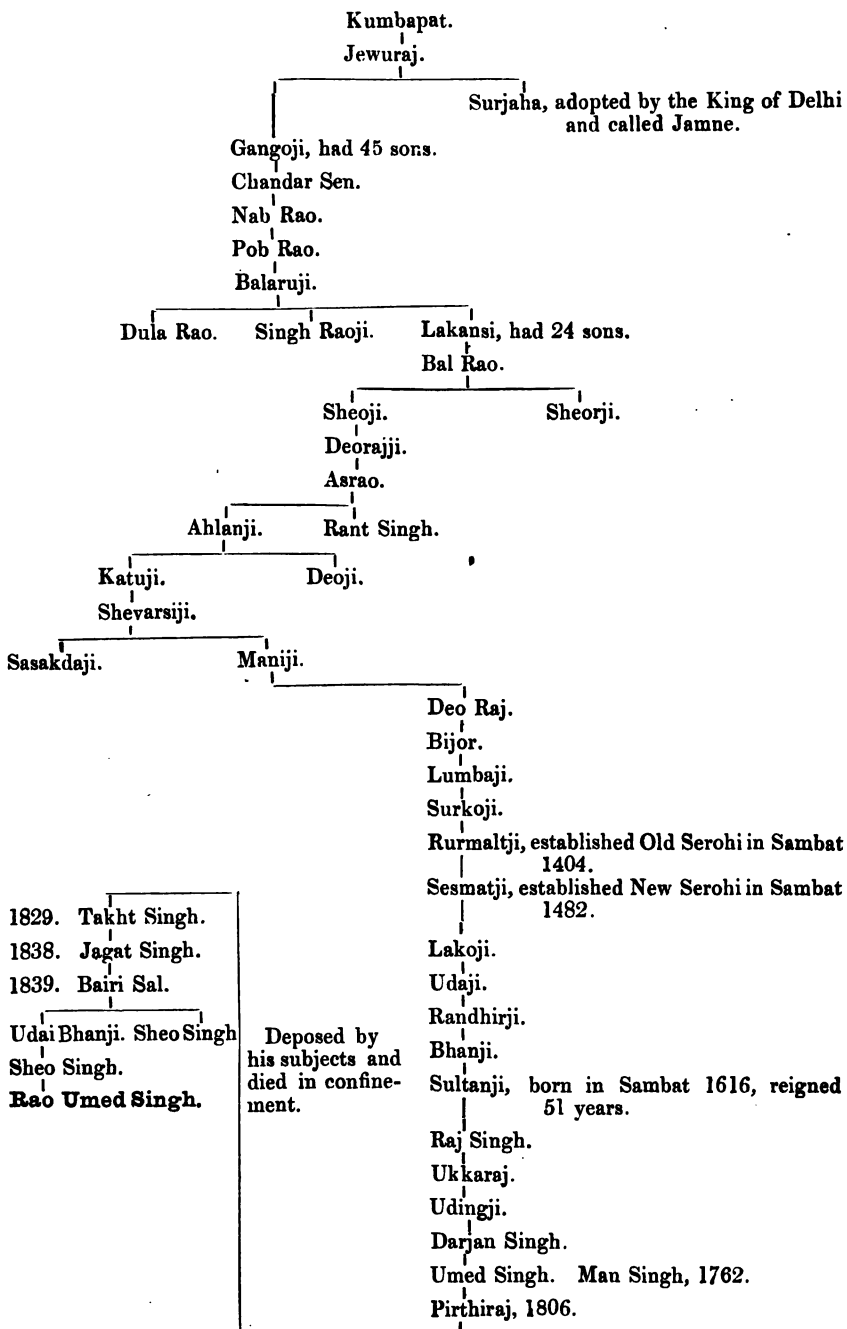 Kumbapat.
Jewuraj.
Surjaha, adopted by the King of Delhi
and called Jamne.
Gangoji, had 45 sons.
Chandar Sen.
Nab Rao.
Pob Rao.
Balaruji.
Dula Rao. Singh Raoji. Lakansi, had 24 sons.
Bal Rao.
Sheoji. Sheorji.
Deorajji.
Asrao.
Ahlanji. Rant Singh.
Katuji. Deoji.
Shevarsiji.
Sasakdaji. Maniji.
Deo Raj.
Bijor.
Lumbaji.
Surkoji.
Rurmaltji, established Old Serohi in Sambat
1404.
Sesmatji, established New Serohi in Sambat
1482.
Lakoji.
Udaji.
Randhirji.
Bhanji.
Sultanji, born in Sambat 1616, reigned
51 years.
Raj Singh.
Ukkaraj.
Udingji.
Darjan Singh.
Umed Singh. Man Singh, 1762.
Pirthiraj, 1806.
1829. Takht Singh.
1838. Jagat Singh.
1839. Bairi Sal.
Udai Bhanji. Sheo Singh
Sheo Singh.
Rao Umed Singh.
Deposed by
his subjects and
died in confine-
ment.